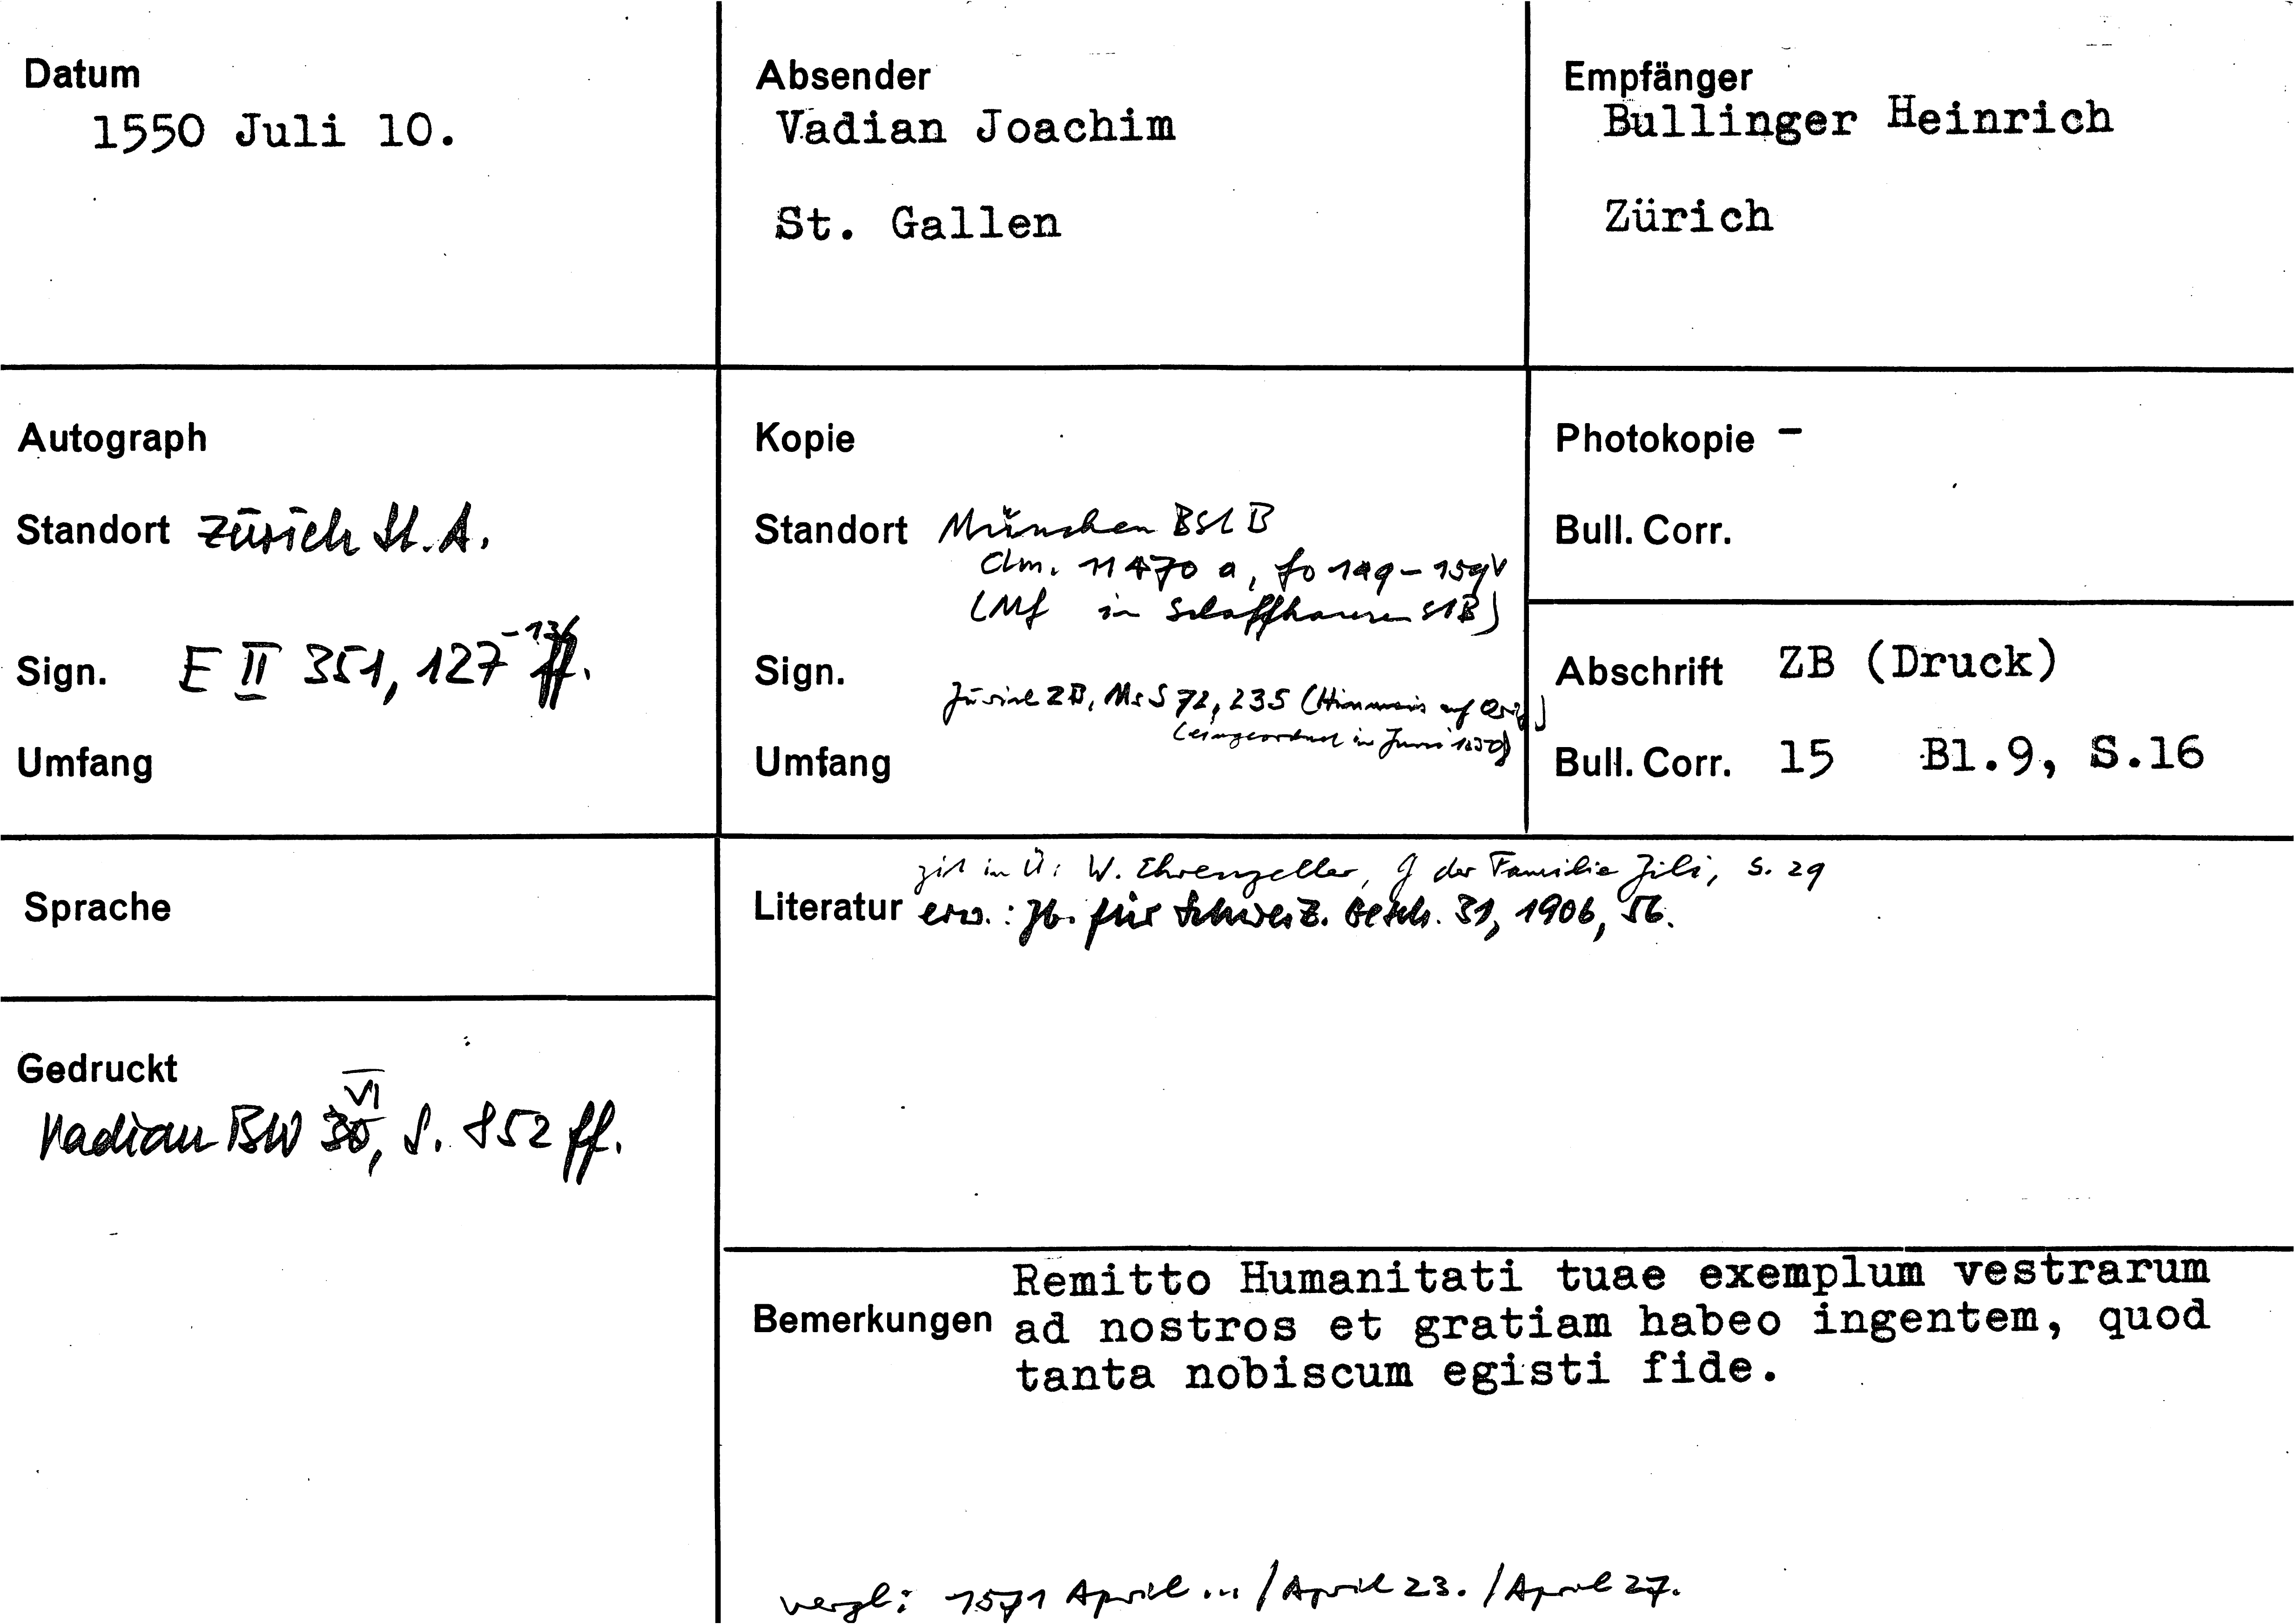 Datum
1550 Juli 10.
Absender
Vadian Joachim
St. Gallen
Empfänger
Bullinger Heinrich
Zürich
Autograph
Standort Zürich St.A.
Sign. E II 351, 127-136
Umfang
Kopie
Standort München BStB
Clm. 11470 a, fo 149-159v
(Mf in Schaffhausen StB)
Sign.
Zürich ZB, Ms S 72, 235 (Hinweis auf Orig.)
(eingeordnet in Juni 1550)
Umfang
Photokopie -
Bull. Corr.
Abschrift ZB (Druck)
Bull. Corr. 15 Bl.9, S.16
Sprache
Gedruckt
Vadian BW VI, S. 852 ff.
zit in Ü: W. Ehrenzeller, G der Familie Zili, S. 29
Literatur erw.: Jb. für Schweiz. Gesch. 31, 1906, 56.
Bemerkungen
Remitto Humanitati tuae exemplum vestrarum
ad nostros et gratiam habeo ingentem, quod
tanta nobiscum egisti fide.
vergl: 1571 April ... / April 23. / April 27.